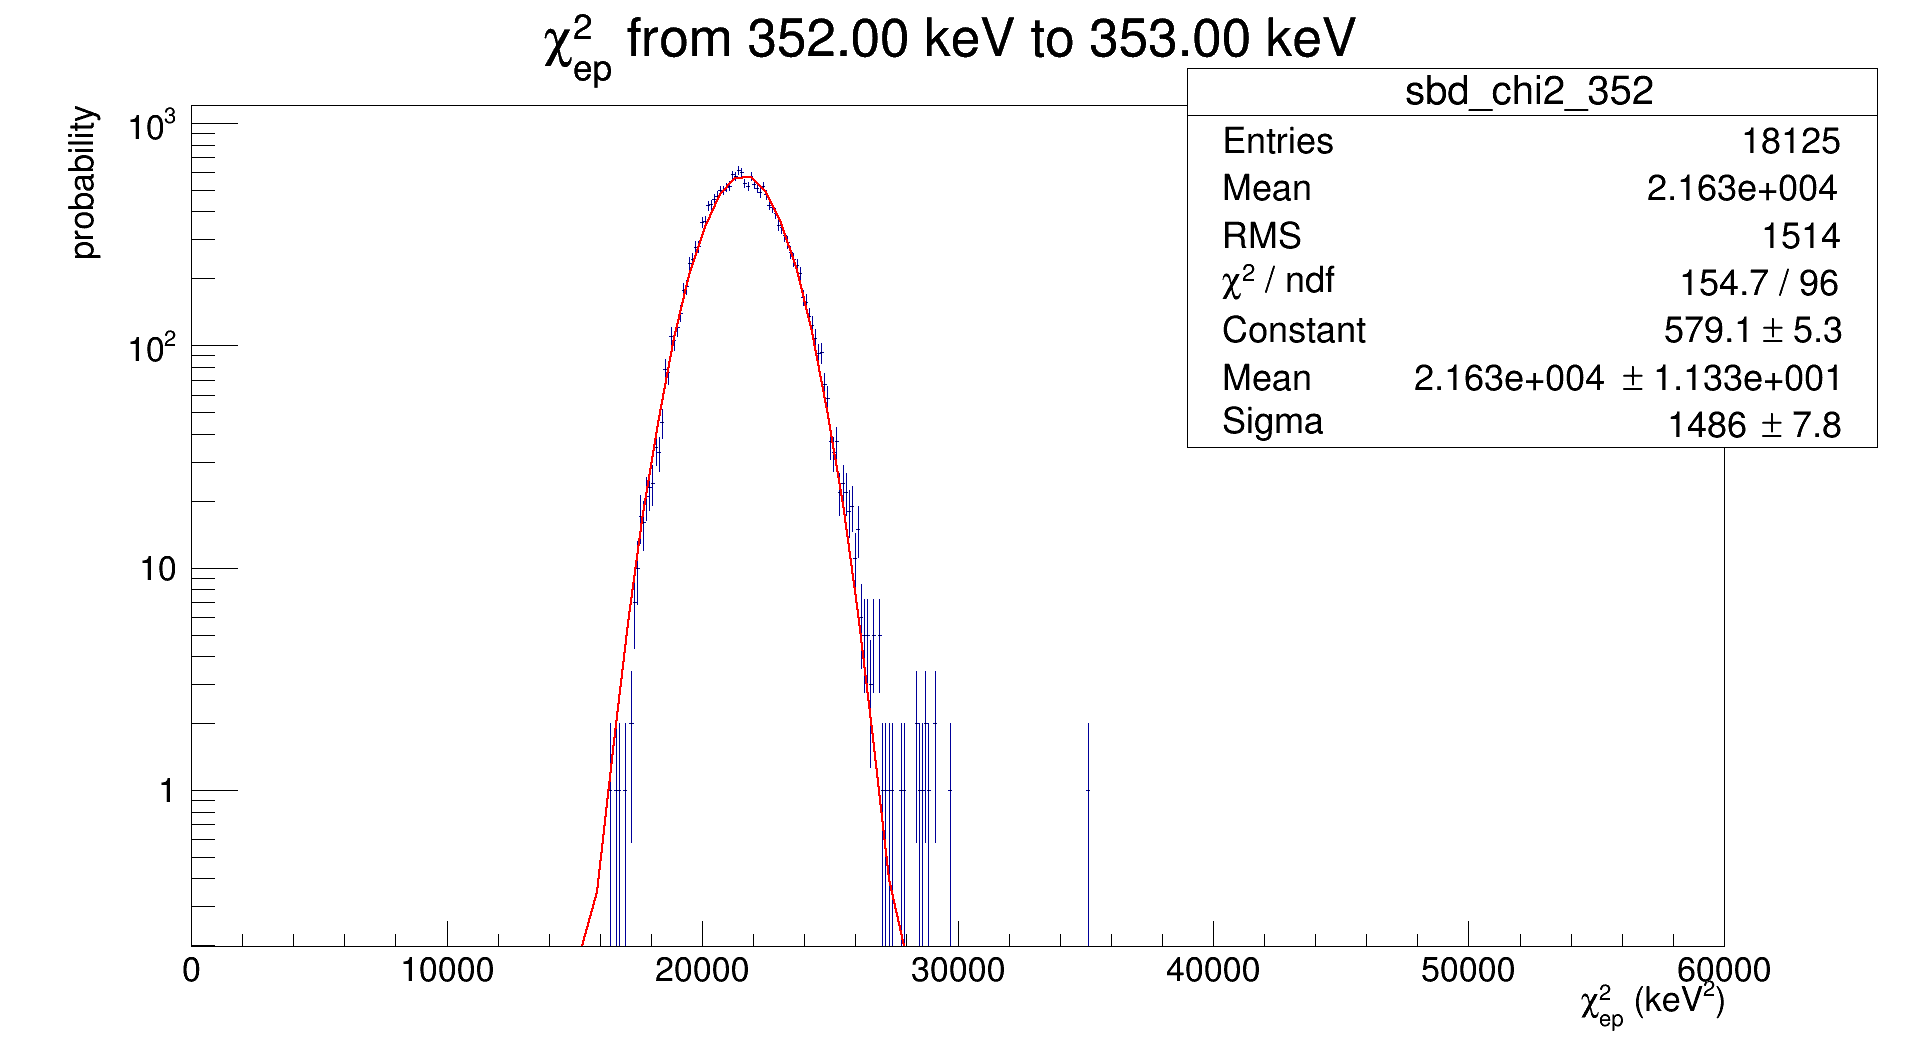 χ²ep from 352.00 keV to 353.00 keV
sbd_chi2_352
Entries 18125
Mean 2.163e+004
RMS 1514
χ² / ndf 154.7 / 96
Constant 579.1 ± 5.3
Mean 2.163e+004 ± 1.133e+001
Sigma 1486 ± 7.8
probability
10³
10²
10
1
0 10000 20000 30000 40000 50000 60000
χ²ep (keV²)